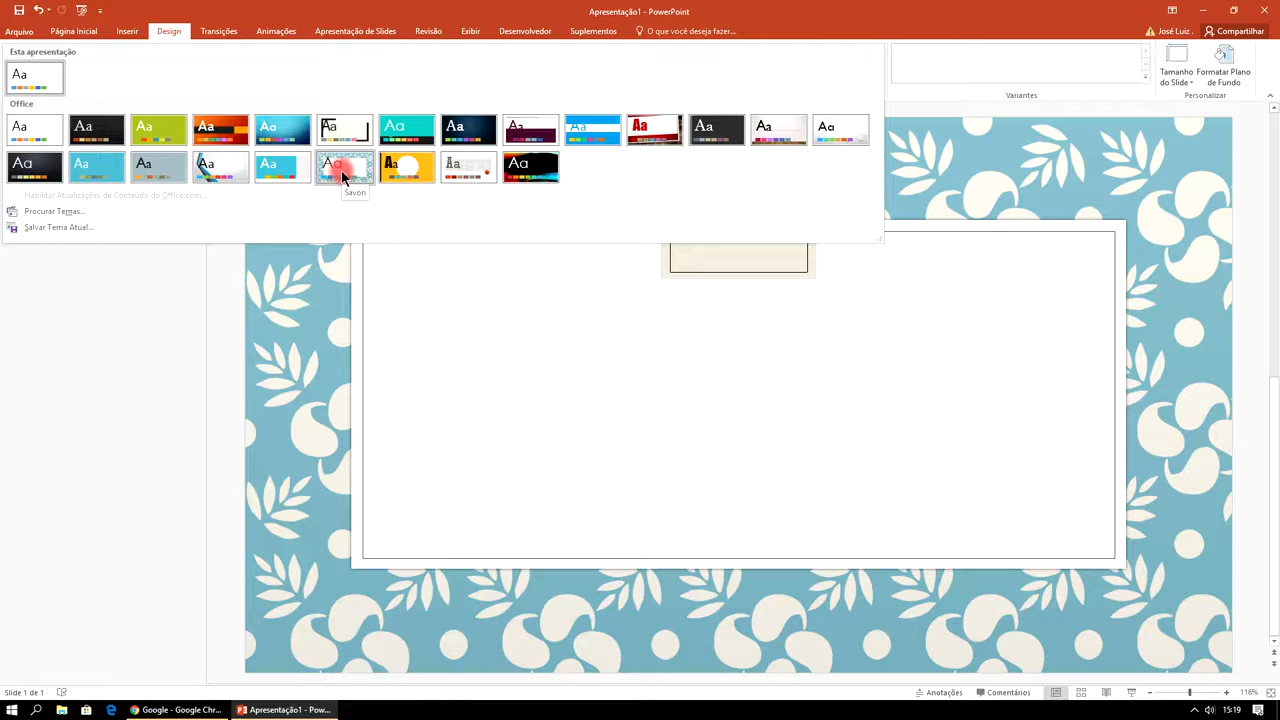 Apresentação1 - PowerPoint
Arquivo
Página Inicial
Inserir
Design
Transições
Animações
Apresentação de Slides
Revisão
Exibir
Desenvolvedor
Suplementos
O que você deseja fazer...
José Luiz .
Compartilhar
Esta apresentação
Aa
Office
Aa Aa Aa Aa Aa Aa Aa Aa Aa Aa Aa Aa Aa Aa
Aa Aa Aa Aa Aa Aa Aa Aa Aa
Savon
Habilitar Atualizações de Conteúdo do Office.com...
Procurar Temas...
Salvar Tema Atual...
Variantes
Tamanho do Slide
Formatar Plano de Fundo
Personalizar
Slide 1 de 1
Anotações
Comentários
116%
Google - Google Chr...
Apresentação1 - Pow...
15:19